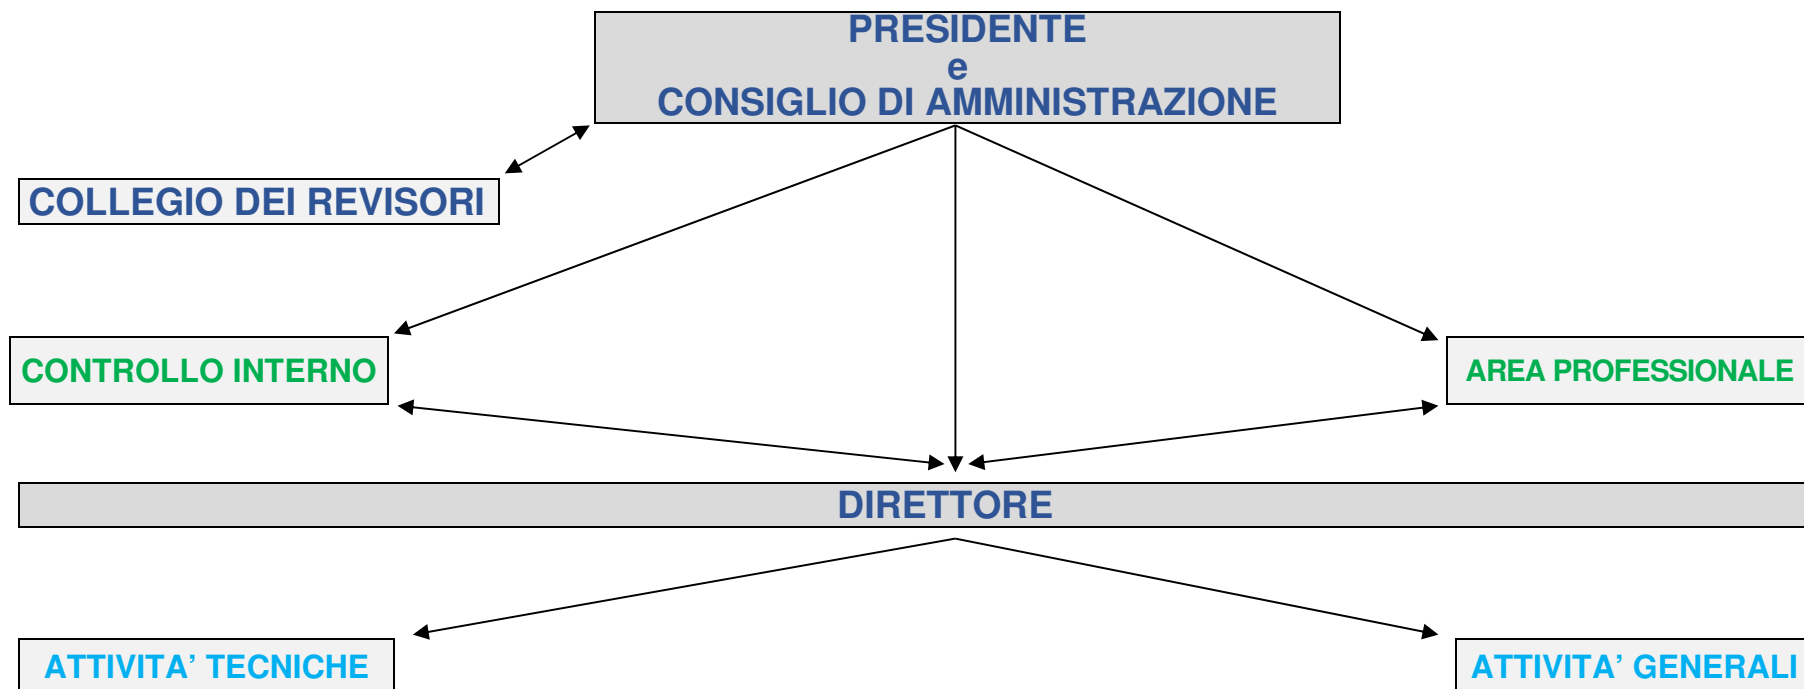 PRESIDENTE
e
CONSIGLIO DI AMMINISTRAZIONE
COLLEGIO DEI REVISORI
CONTROLLO INTERNO
AREA PROFESSIONALE
DIRETTORE
ATTIVITA’ TECNICHE
ATTIVITA’ GENERALI